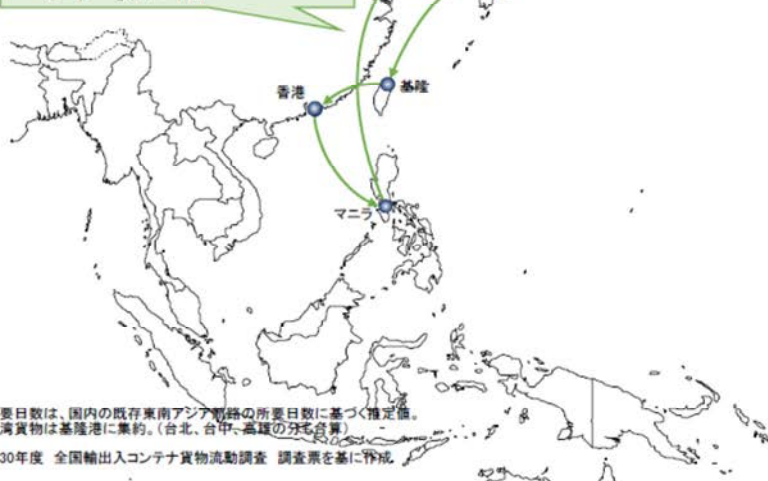 香港
基隆
マニラ
要日数は、国内の既存東南アジア航路の所要日数に基づく推定値。
湾貨物は基隆港に集約。(台北、台中、高雄の分も合算)
30年度 全国輸出入コンテナ貨物流動調査 調査票を基に作成